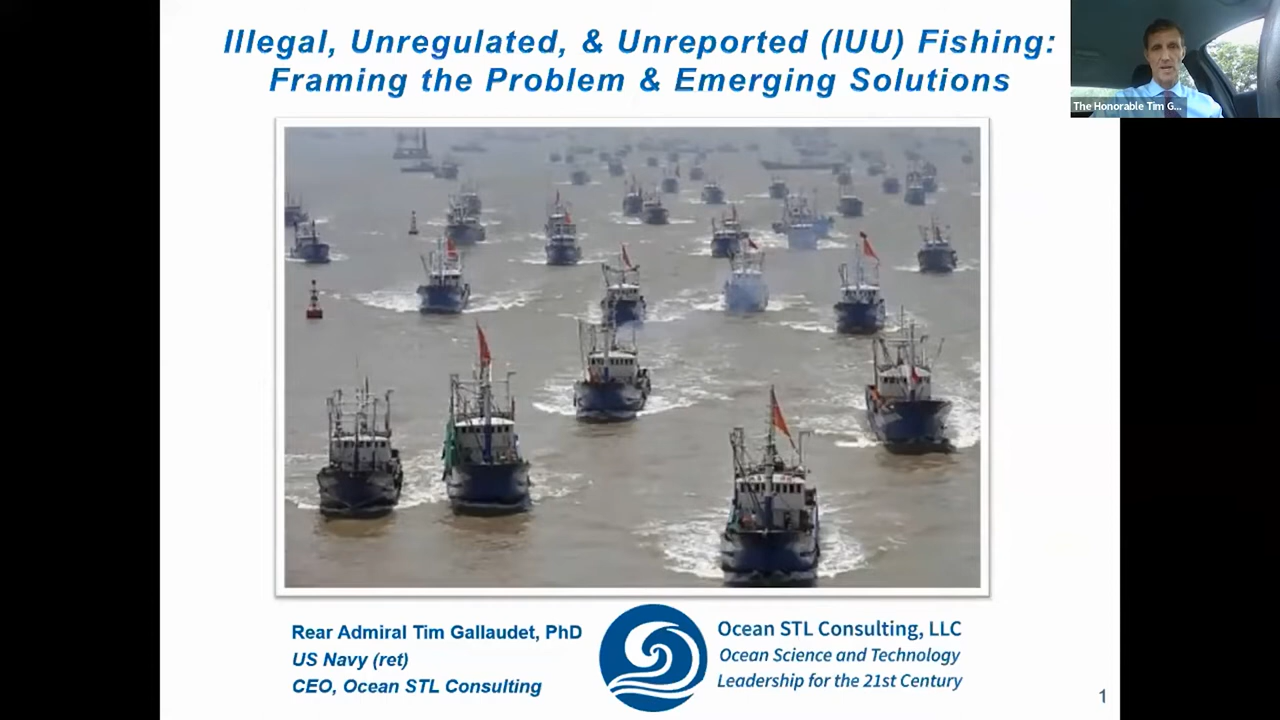 Illegal, Unregulated, & Unreported (IUU) Fishing:
Framing the Problem & Emerging Solutions
The Honorable Tim G...
Rear Admiral Tim Gallaudet, PhD
US Navy (ret)
CEO, Ocean STL Consulting
Ocean STL Consulting, LLC
Ocean Science and Technology
Leadership for the 21st Century
1